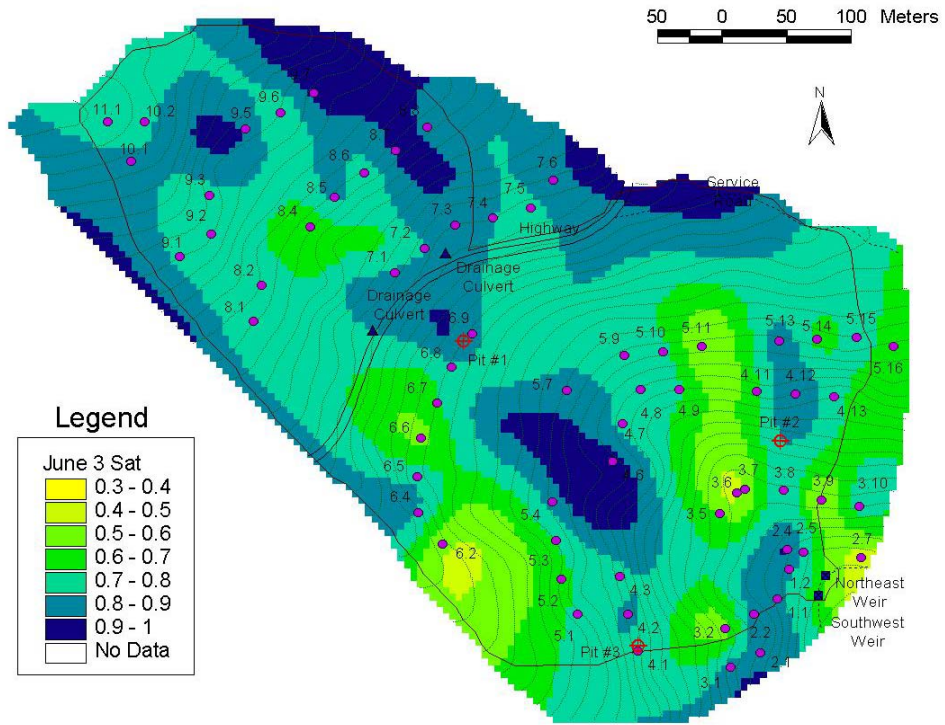 50 0 50 100 Meters
N
11.1
10.2
10.1
9.6
9.5
9.3
9.2
9.1
8.6
8.5
8.4
8.2
8.1
7.6
7.5
7.4
7.3
7.2
7.1
Service
Highway
Drainage
Culvert
Drainage
Culvert
6.9
Pit #1
6.8
6.7
6.6
6.5
6.4
6.2
5.9
5.10
5.11
5.13
5.14
5.15
5.16
5.7
4.8
4.9
4.11
4.12
4.13
4.7
4.6
Pit #2
3.7
3.6
3.8
3.9
3.10
3.5
5.4
5.3
5.2
5.1
4.3
4.2
4.1
Pit #3
2.4
2.5
2.7
1.2
1.1
Northeast
Weir
Southwest
Weir
3.2
2.2
2.1
3.1
Legend
June 3 Sat
0.3 - 0.4
0.4 - 0.5
0.5 - 0.6
0.6 - 0.7
0.7 - 0.8
0.8 - 0.9
0.9 - 1
No Data